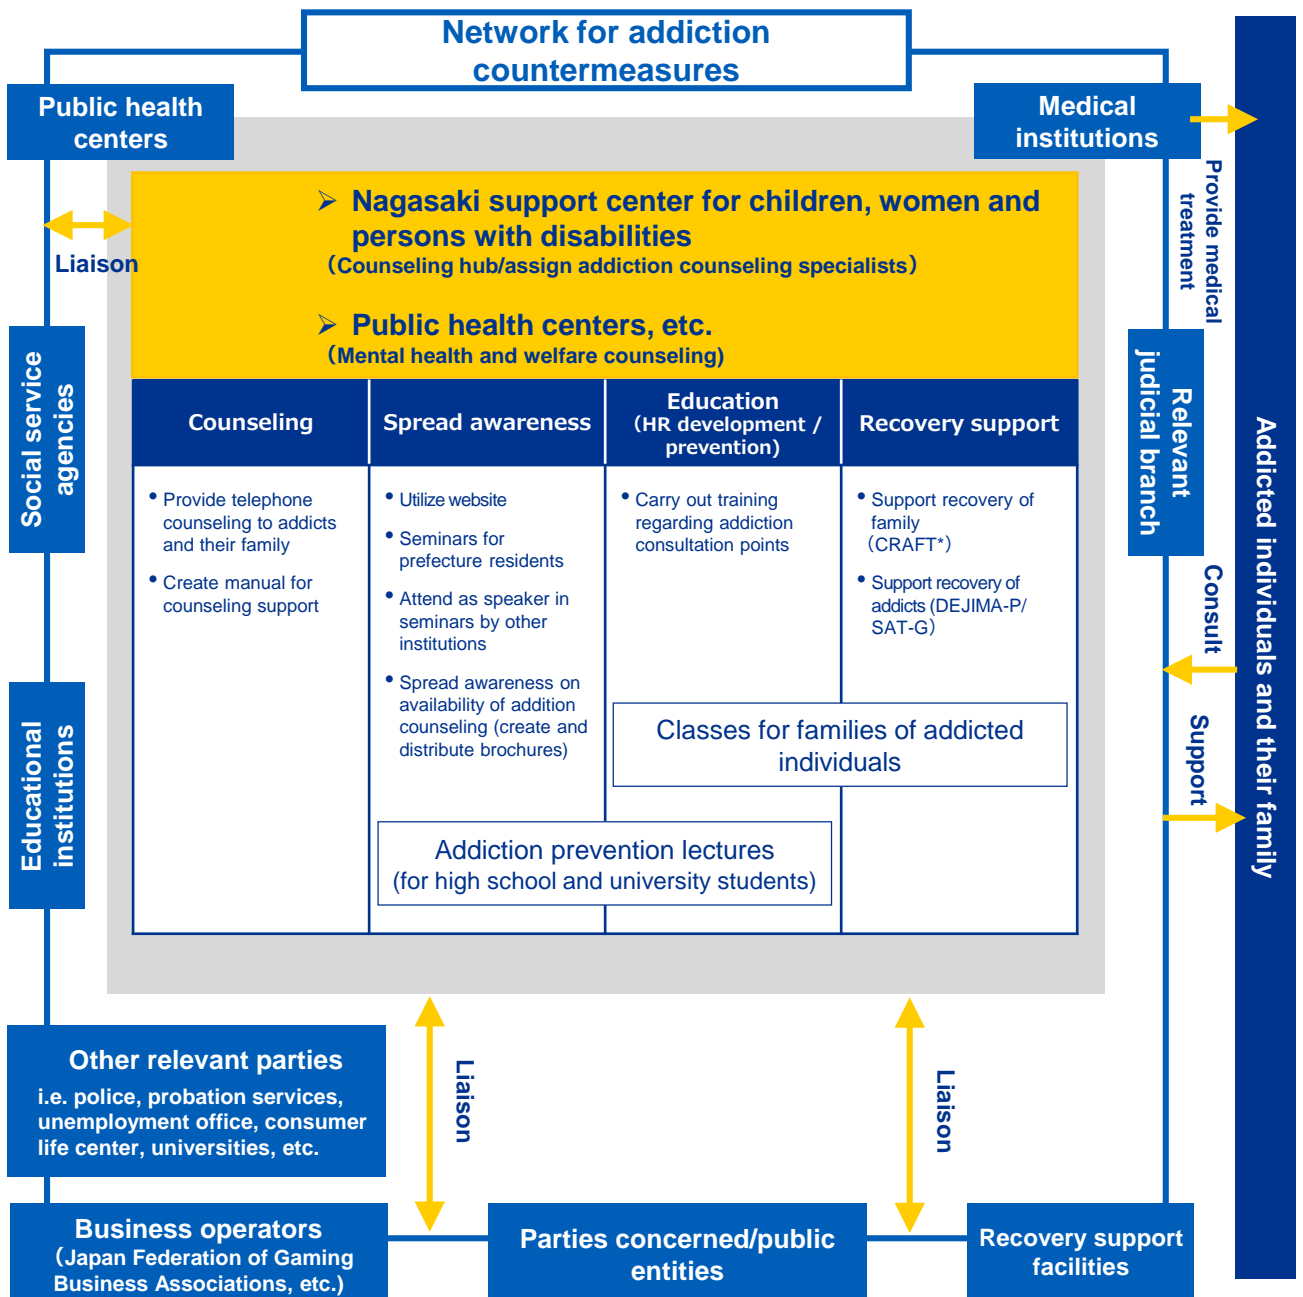 Network for addiction
countermeasures
Public health
centers
Medical
institutions
➢ Nagasaki support center for children, women and
persons with disabilities
（Counseling hub/assign addiction counseling specialists）
➢ Public health centers, etc.
（Mental health and welfare counseling)
Liaison
Provide medical
treatment
Social service
agencies
Relevant
judicial branch
Educational
institutions
Counseling
Spread awareness
Education
（HR development /
prevention）
Recovery support
• Provide telephone
counseling to addicts
and their family
• Create manual for
counseling support
• Utilize website
• Seminars for
prefecture residents
• Attend as speaker in
seminars by other
institutions
• Spread awareness on
availability of addition
counseling (create and
distribute brochures)
• Carry out training
regarding addiction
consultation points
• Support recovery of
family
（CRAFT*）
• Support recovery of
addicts (DEJIMA-P/
SAT-G）
Classes for families of addicted
individuals
Addiction prevention lectures
(for high school and university students)
Consult
Support
Addicted individuals and their family
Other relevant parties
i.e. police, probation services,
unemployment office, consumer
life center, universities, etc.
Liaison
Liaison
Business operators
（Japan Federation of Gaming
Business Associations, etc.)
Parties concerned/public
entities
Recovery support
facilities